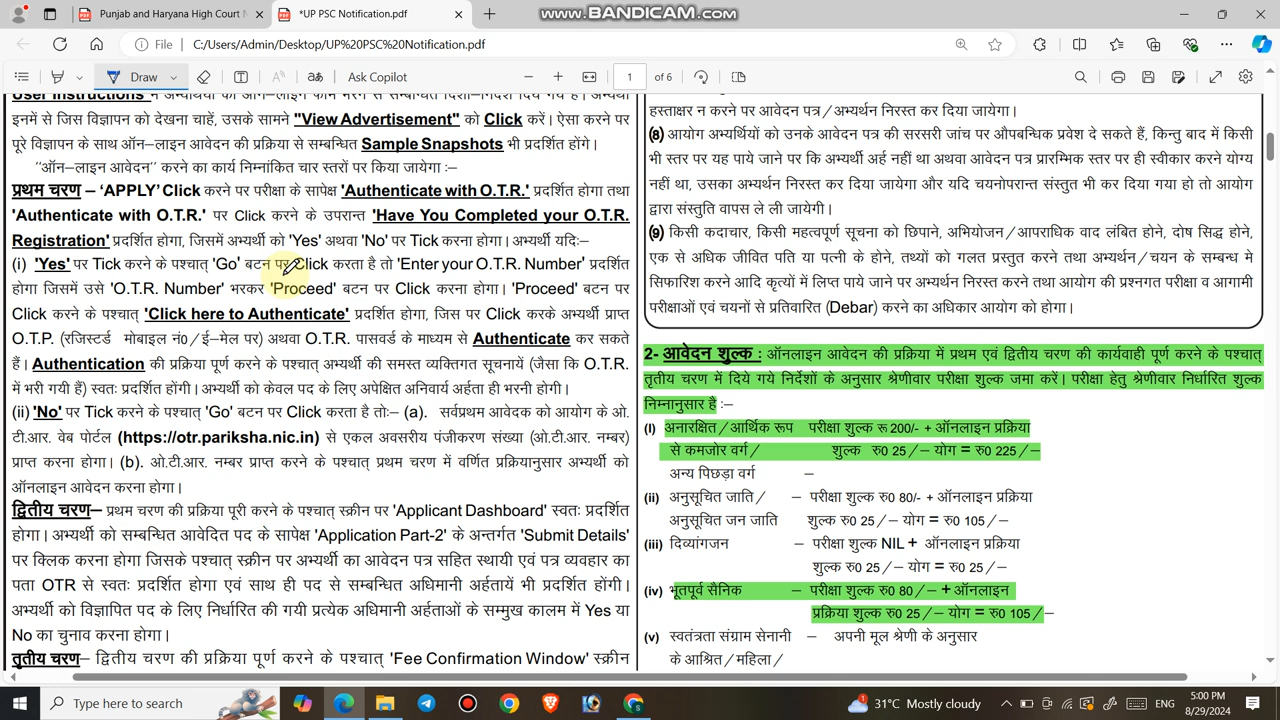 www.BANDICAM.com
Punjab and Haryana High Court N
*UP PSC Notification.pdf
File
C:/Users/Admin/Desktop/UP%20PSC%20Notification.pdf
Draw
Ask Copilot
1
of 6
User Instructions में अभ्यर्थियों को ऑन-लाइन फॉर्म भरने से सम्बन्धित दिशा-निर्देश दिये गये हैं। अभ्यर्थी
इनमें से जिस विज्ञापन को देखना चाहें, उसके सामने "View Advertisement" को Click करें। ऐसा करने पर
पूरे विज्ञापन के साथ ऑन-लाइन आवेदन की प्रक्रिया से सम्बन्धित Sample Snapshots भी प्रदर्शित होंगे।
''ऑन-लाइन आवेदन'' करने का कार्य निम्नांकित चार स्तरों पर किया जायेगा :-
प्रथम चरण – ‘APPLY’ Click करने पर परीक्षा के सापेक्ष 'Authenticate with O.T.R.' प्रदर्शित होगा तथा
'Authenticate with O.T.R.' पर Click करने के उपरान्त 'Have You Completed your O.T.R.
Registration' प्रदर्शित होगा, जिसमें अभ्यर्थी को 'Yes' अथवा 'No' पर Tick करना होगा। अभ्यर्थी यदि:-
(i) 'Yes' पर Tick करने के पश्चात् 'Go' बटन पर Click करता है तो 'Enter your O.T.R. Number' प्रदर्शित
होगा जिसमें उसे 'O.T.R. Number' भरकर 'Proceed' बटन पर Click करना होगा। 'Proceed' बटन पर
Click करने के पश्चात् 'Click here to Authenticate' प्रदर्शित होगा, जिस पर Click करके अभ्यर्थी प्राप्त
O.T.P. (रजिस्टर्ड मोबाइल नं0/ई-मेल पर) अथवा O.T.R. पासवर्ड के माध्यम से Authenticate कर सकते
हैं। Authentication की प्रक्रिया पूर्ण करने के पश्चात् अभ्यर्थी की समस्त व्यक्तिगत सूचनायें (जैसा कि O.T.R.
में भरी गयी हैं) स्वतः प्रदर्शित होंगी। अभ्यर्थी को केवल पद के लिए अपेक्षित अनिवार्य अर्हता ही भरनी होगी।
(ii) 'No' पर Tick करने के पश्चात् 'Go' बटन पर Click करता है तोः- (a). सर्वप्रथम आवेदक को आयोग के ओ.
टी.आर. वेब पोर्टल (https://otr.pariksha.nic.in) से एकल अवसरीय पंजीकरण संख्या (ओ.टी.आर. नम्बर)
प्राप्त करना होगा। (b). ओ.टी.आर. नम्बर प्राप्त करने के पश्चात् प्रथम चरण में वर्णित प्रक्रियानुसार अभ्यर्थी को
ऑनलाइन आवेदन करना होगा।
द्वितीय चरण– प्रथम चरण की प्रक्रिया पूरी करने के पश्चात् स्क्रीन पर 'Applicant Dashboard' स्वतः प्रदर्शित
होगा। अभ्यर्थी को सम्बन्धित आवेदित पद के सापेक्ष 'Application Part-2' के अन्तर्गत 'Submit Details'
पर क्लिक करना होगा जिसके पश्चात् स्क्रीन पर अभ्यर्थी का आवेदन पत्र सहित स्थायी एवं पत्र व्यवहार का
पता OTR से स्वतः प्रदर्शित होगा एवं साथ ही पद से सम्बन्धित अधिमानी अर्हतायें भी प्रदर्शित होंगी।
अभ्यर्थी को विज्ञापित पद के लिए निर्धारित की गयी प्रत्येक अधिमानी अर्हताओं के सम्मुख कालम में Yes या
No का चुनाव करना होगा।
तृतीय चरण– द्वितीय चरण की प्रक्रिया पूर्ण करने के पश्चात् 'Fee Confirmation Window' स्क्रीन
हस्ताक्षर न करने पर आवेदन पत्र/अभ्यर्थन निरस्त कर दिया जायेगा।
(8) आयोग अभ्यर्थियों को उनके आवेदन पत्र की सरसरी जांच पर औपबन्धिक प्रवेश दे सकते हैं, किन्तु बाद में किसी
भी स्तर पर यह पाये जाने पर कि अभ्यर्थी अर्ह नहीं था अथवा आवेदन पत्र प्रारम्भिक स्तर पर ही स्वीकार करने योग्य
नहीं था, उसका अभ्यर्थन निरस्त कर दिया जायेगा और यदि चयनोपरान्त संस्तुत भी कर दिया गया हो तो आयोग
द्वारा संस्तुति वापस ले ली जायेगी।
(9) किसी कदाचार, किसी महत्वपूर्ण सूचना को छिपाने, अभियोजन/आपराधिक वाद लंबित होने, दोष सिद्ध होने,
एक से अधिक जीवित पति या पत्नी के होने, तथ्यों को गलत प्रस्तुत करने तथा अभ्यर्थन/चयन के सम्बन्ध मे
सिफारिश करने आदि कृत्यों में लिप्त पाये जाने पर अभ्यर्थन निरस्त करने तथा आयोग की प्रश्नगत परीक्षा व आगामी
परीक्षाओं एवं चयनों से प्रतिवारित (Debar) करने का अधिकार आयोग को होगा।
2- आवेदन शुल्क : ऑनलाइन आवेदन की प्रक्रिया में प्रथम एवं द्वितीय चरण की कार्यवाही पूर्ण करने के पश्चात्
तृतीय चरण में दिये गये निर्देशों के अनुसार श्रेणीवार परीक्षा शुल्क जमा करें। परीक्षा हेतु श्रेणीवार निर्धारित शुल्क
निम्नानुसार है :-
(i) अनारक्षित/आर्थिक रूप परीक्षा शुल्क रू 200/- + ऑनलाइन प्रक्रिया
से कमजोर वर्ग/ शुल्क रु0 25/– योग = रु0 225/–
अन्य पिछड़ा वर्ग –
(ii) अनुसूचित जाति/ – परीक्षा शुल्क रु0 80/- + ऑनलाइन प्रक्रिया
अनुसूचित जन जाति शुल्क रु0 25/– योग = रु0 105/–
(iii) दिव्यांगजन – परीक्षा शुल्क NIL + ऑनलाइन प्रक्रिया
शुल्क रु0 25/– योग = रु0 25/–
(iv) भूतपूर्व सैनिक – परीक्षा शुल्क रु0 80/– + ऑनलाइन
प्रक्रिया शुल्क रु0 25/– योग = रु0 105/–
(v) स्वतंत्रता संग्राम सेनानी – अपनी मूल श्रेणी के अनुसार
के आश्रित/महिला/
Type here to search
31°C Mostly cloudy
ENG
5:00 PM
8/29/2024